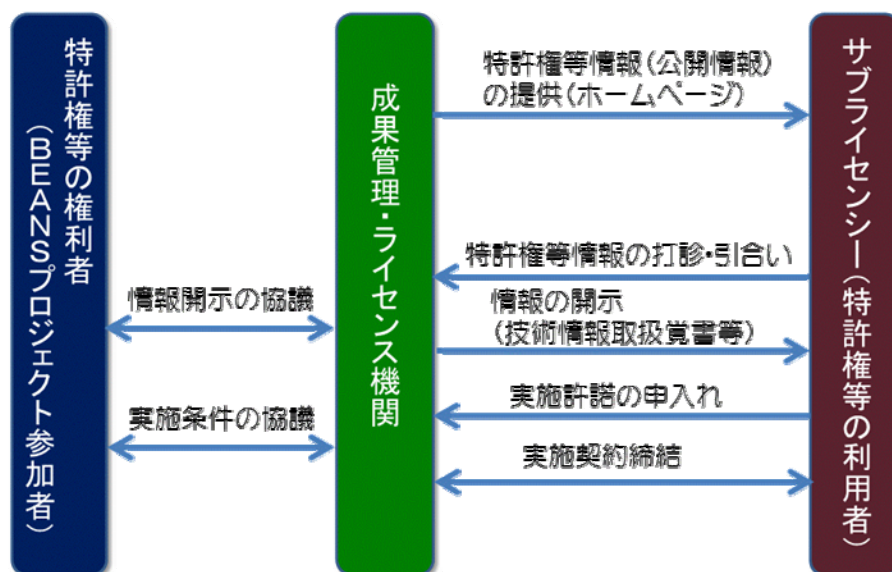 特許権等の権利者
(BEANSプロジェクト参加者)
情報開示の協議
実施条件の協議
成果管理・ライセンス機関
特許権等情報(公開情報)
の提供(ホームページ)
特許権等情報の打診・引合い
情報の開示
(技術情報取扱覚書等)
実施許諾の申入れ
実施契約締結
サブライセンシー(特許権等の利用者)